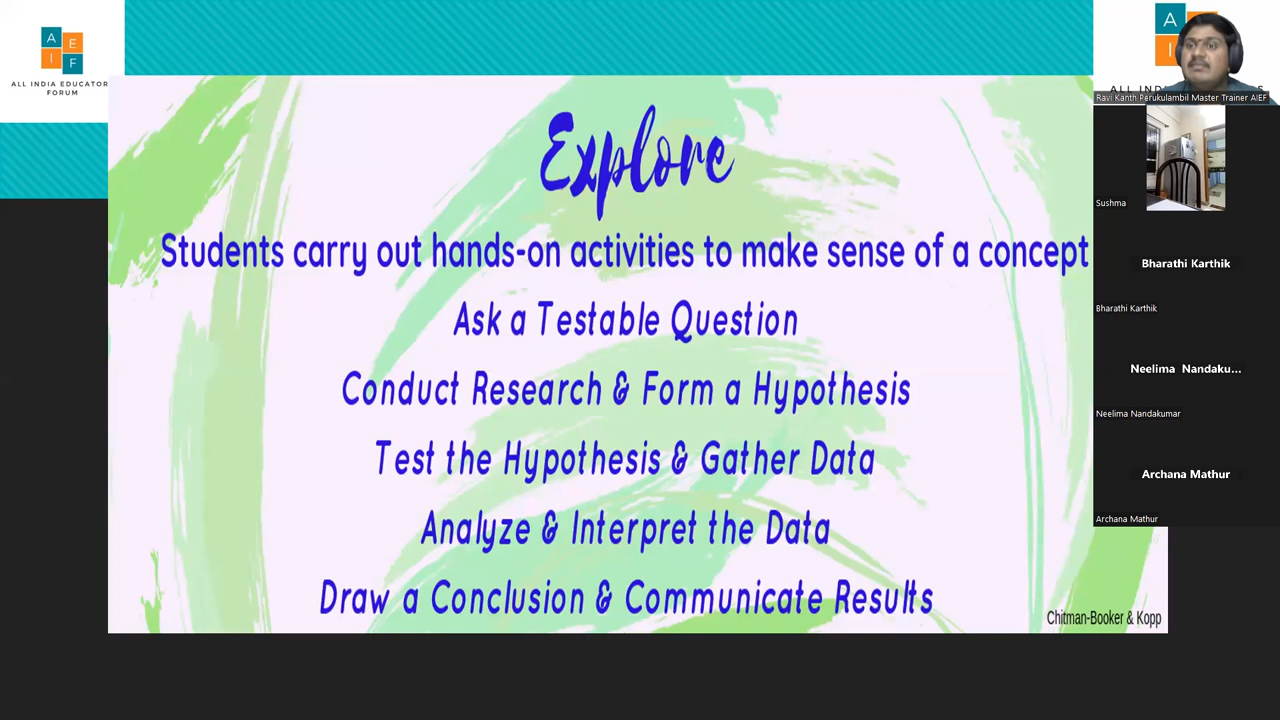 A
E
I
F
ALL INDIA EDUCATOR
FORUM
Explore
Students carry out hands-on activities to make sense of a concept
Ask a Testable Question
Conduct Research & Form a Hypothesis
Test the Hypothesis & Gather Data
Analyze & Interpret the Data
Draw a Conclusion & Communicate Results
Chitman-Booker & Kopp
A
I
Ravi Kanth Perukulambil Master Trainer AIEF
Sushma
Bharathi Karthik
Bharathi Karthik
Neelima Nandaku...
Neelima Nandakumar
Archana Mathur
Archana Mathur